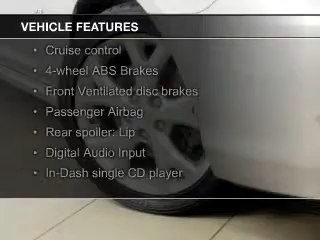 VEHICLE FEATURES
• Cruise control
• 4-wheel ABS Brakes
• Front Ventilated disc brakes
• Passenger Airbag
• Rear spoiler: Lip
• Digital Audio Input
• In-Dash single CD player